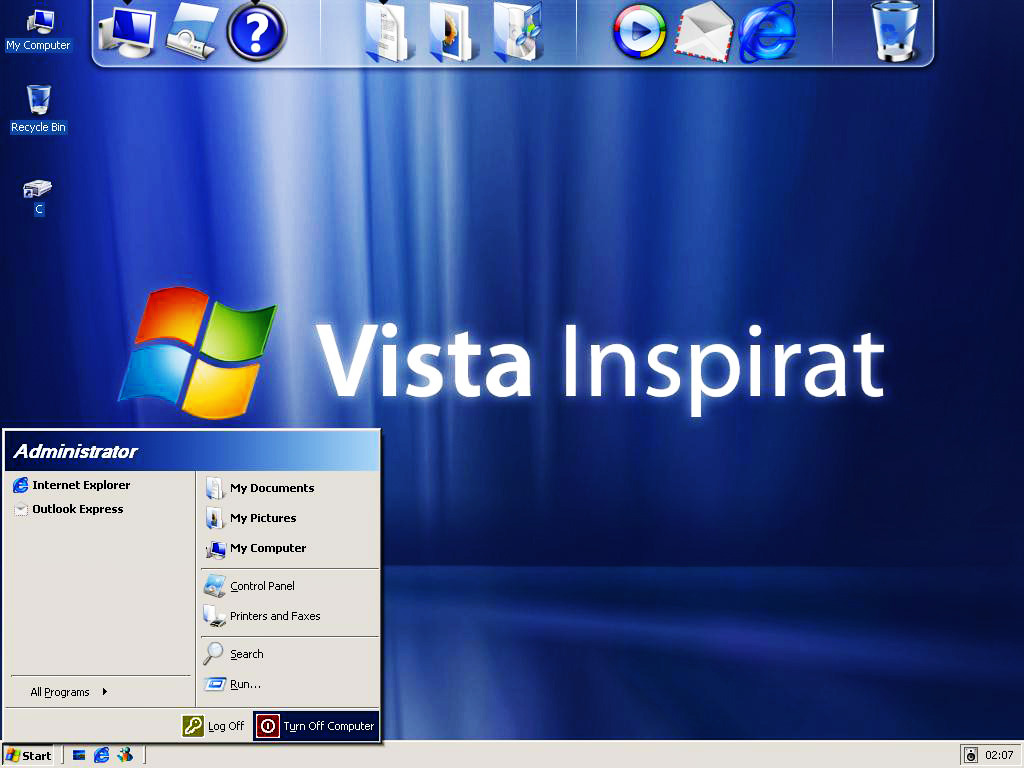 My Computer
Recycle Bin
C
?
Vista Inspirat
Administrator
Internet Explorer
Outlook Express
My Documents
My Pictures
My Computer
Control Panel
Printers and Faxes
Search
Run...
All Programs
Log Off
Turn Off Computer
Start
02:07